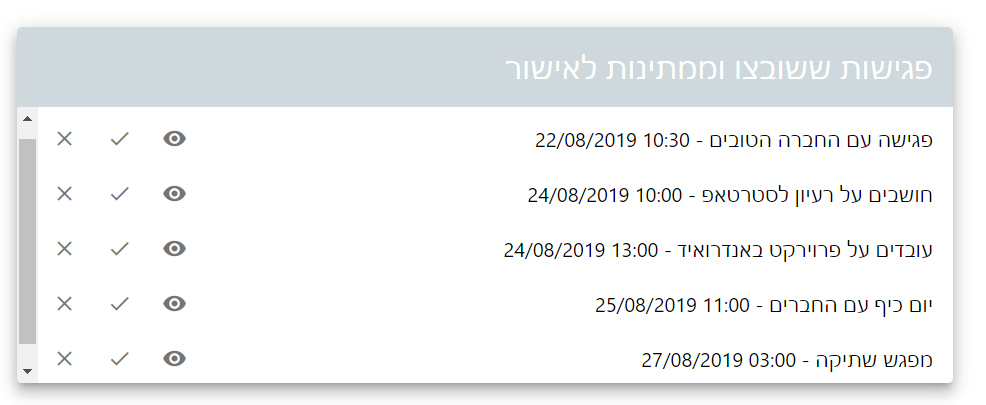 פגישות ששובצו וממתינות לאישור
פגישה עם החברה הטובים - 22/08/2019 10:30
חושבים על רעיון לסטרטאפ - 24/08/2019 10:00
עובדים על פרוירקט באנדרואיד - 24/08/2019 13:00
יום כיף עם החברים - 25/08/2019 11:00
מפגש שתיקה - 27/08/2019 03:00